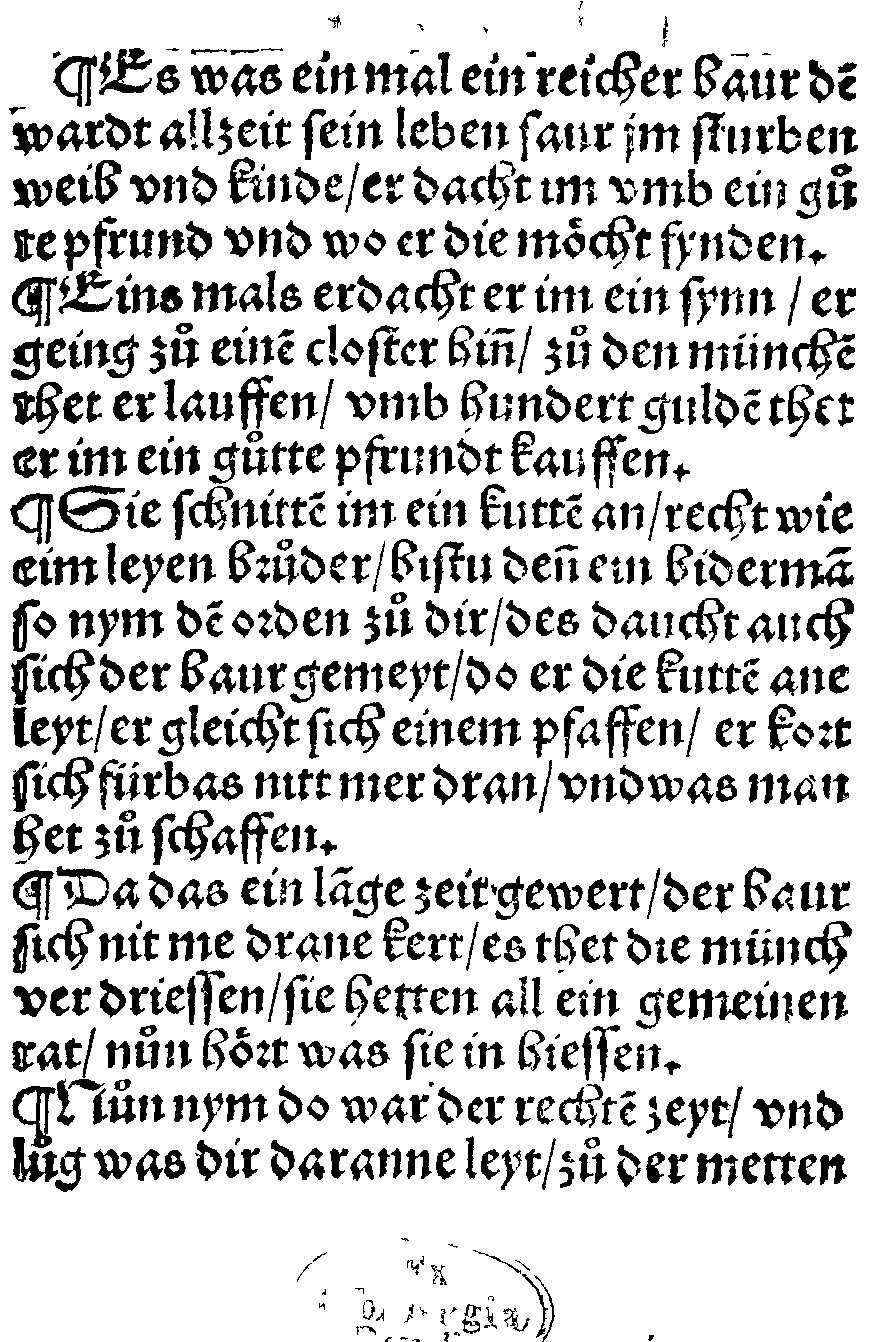 ¶Es was ein mal ein reicher baur dē
wardt allzeit sein leben saur jm sturben
weib vnd kinde/er dacht im vmb ein gů
te pfrund vnd wo er die möcht fynden.
¶Eins mals erdacht er im ein synn / er
geing zů einē closter hin̄/ zů den münchē
thet er lauffen/ vmb hundert guldē thet
er im ein gůtte pfrundt kauffen.
¶Sie schnittē im ein kuttē an/recht wie
eim leyen brůder/bistu den̄ ein bidermā
so nym dē orden zů dir/des daucht auch
sich der baur gemeyt/do er die kuttē ane
leyt/er gleicht sich einem pfaffen/ er kort
sich fürbas nitt mer dran/vnd was man
het zů schaffen.
¶Da das ein lāge zeit gewert/der baur
sich nit me drane kert/es thet die münch
ver driessen/sie hetten all ein gemeinen
rat/ nůn hört was sie in hiessen.
¶Nůn nym do war der rechtē zeyt/ vnd
lůg was dir daranne leyt/zů der metten